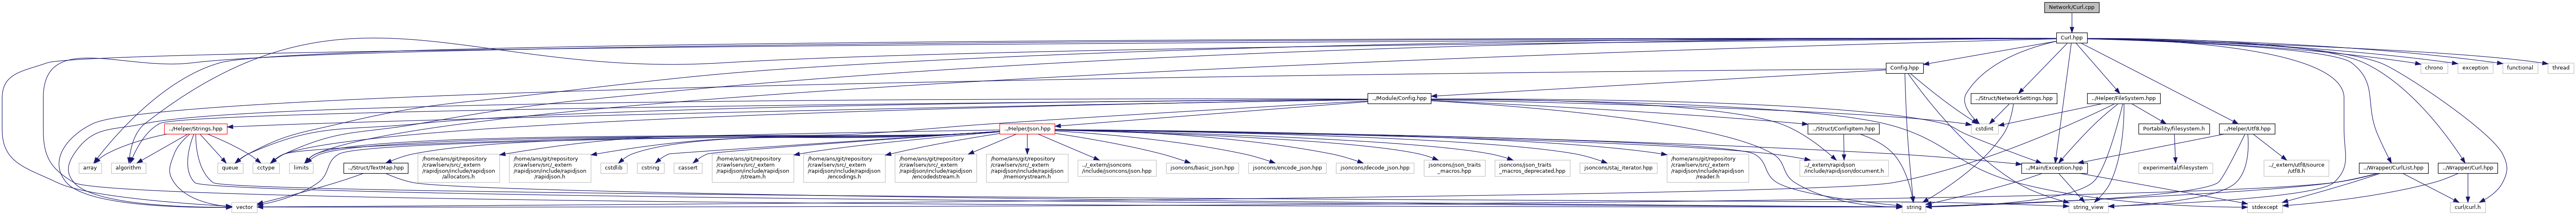 Network/Curl.cpp
Curl.hpp
Config.hpp
chrono
exception
functional
thread
../Module/Config.hpp
../Struct/NetworkSettings.hpp
../Helper/FileSystem.hpp
../Helper/Strings.hpp
../Helper/Json.hpp
../Struct/ConfigItem.hpp
cstdint
Portability/filesystem.h
../Helper/Utf8.hpp
array
algorithm
queue
cctype
limits
../Struct/TextMap.hpp
/home/ans/git/repository
/crawlserv/src/_extern
/rapidjson/include/rapidjson
/allocators.h
/home/ans/git/repository
/crawlserv/src/_extern
/rapidjson/include/rapidjson
/rapidjson.h
cstdlib
cstring
cassert
/home/ans/git/repository
/crawlserv/src/_extern
/rapidjson/include/rapidjson
/stream.h
/home/ans/git/repository
/crawlserv/src/_extern
/rapidjson/include/rapidjson
/encodings.h
/home/ans/git/repository
/crawlserv/src/_extern
/rapidjson/include/rapidjson
/encodedstream.h
/home/ans/git/repository
/crawlserv/src/_extern
/rapidjson/include/rapidjson
/memorystream.h
../_extern/jsoncons
/include/jsoncons/json.hpp
jsoncons/basic_json.hpp
jsoncons/encode_json.hpp
jsoncons/decode_json.hpp
jsoncons/json_traits
_macros.hpp
jsoncons/json_traits
_macros_deprecated.hpp
jsoncons/staj_iterator.hpp
/home/ans/git/repository
/crawlserv/src/_extern
/rapidjson/include/rapidjson
/reader.h
../_extern/rapidjson
/include/rapidjson/document.h
../Main/Exception.hpp
experimental/filesystem
../_extern/utf8/source
/utf8.h
../Wrapper/CurlList.hpp
../Wrapper/Curl.hpp
vector
string
string_view
stdexcept
curl/curl.h